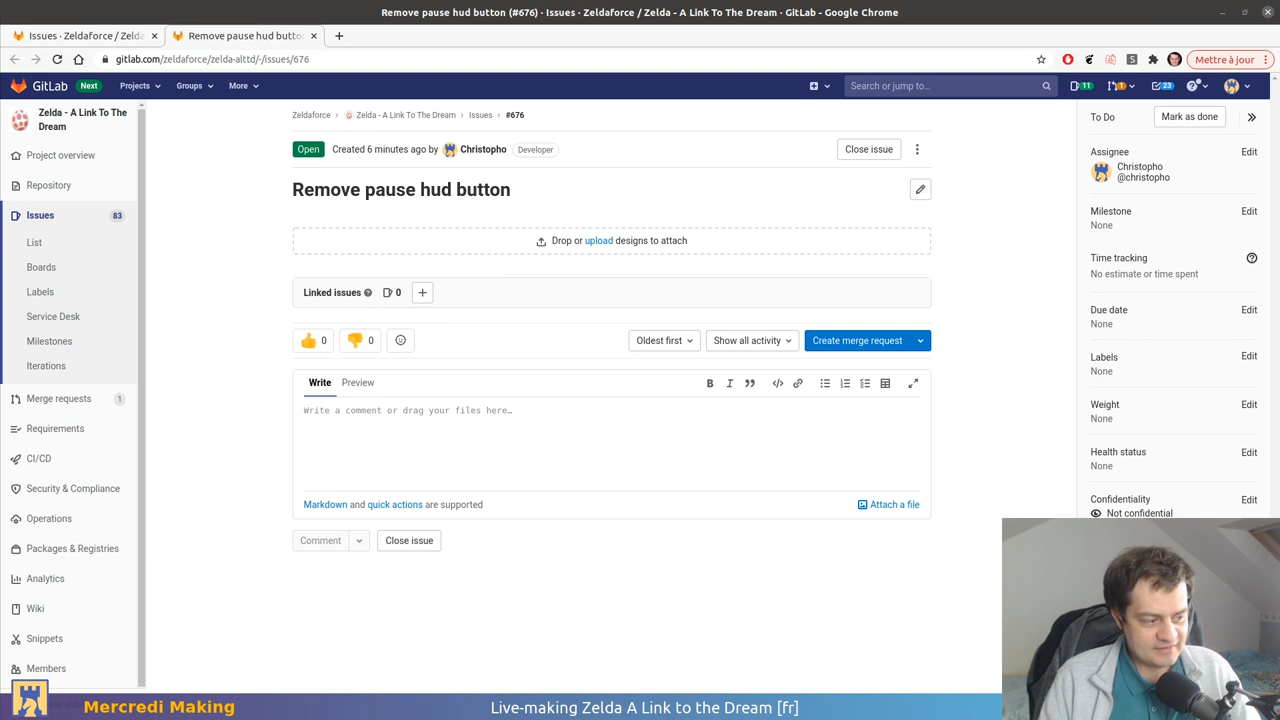 Remove pause hud button (#676) · Issues · Zeldaforce / Zelda - A Link To The Dream · GitLab - Google Chrome
Issues · Zeldaforce / Zelda
Remove pause hud button
gitlab.com/zeldaforce/zelda-alttd/-/issues/676
Mettre à jour
GitLab
Next
Projects
Groups
More
Search or jump to...
11
1
23
Zelda - A Link To The
Dream
Project overview
Repository
Issues
83
List
Boards
Labels
Service Desk
Milestones
Iterations
Merge requests
1
Requirements
CI/CD
Security & Compliance
Operations
Packages & Registries
Analytics
Wiki
Snippets
Members
Zeldaforce
Zelda - A Link To The Dream
Issues
#676
Open
Created 6 minutes ago by
Christopho
Developer
Close issue
Remove pause hud button
Drop or upload designs to attach
Linked issues
0
0
0
Oldest first
Show all activity
Create merge request
Write
Preview
Write a comment or drag your files here…
Markdown and quick actions are supported
Attach a file
Comment
Close issue
To Do
Mark as done
Assignee
Edit
Christopho
@christopho
Milestone
Edit
None
Time tracking
No estimate or time spent
Due date
Edit
None
Labels
Edit
None
Weight
Edit
None
Health status
Edit
None
Confidentiality
Edit
Not confidential
Mercredi Making
Live-making Zelda A Link to the Dream [fr]